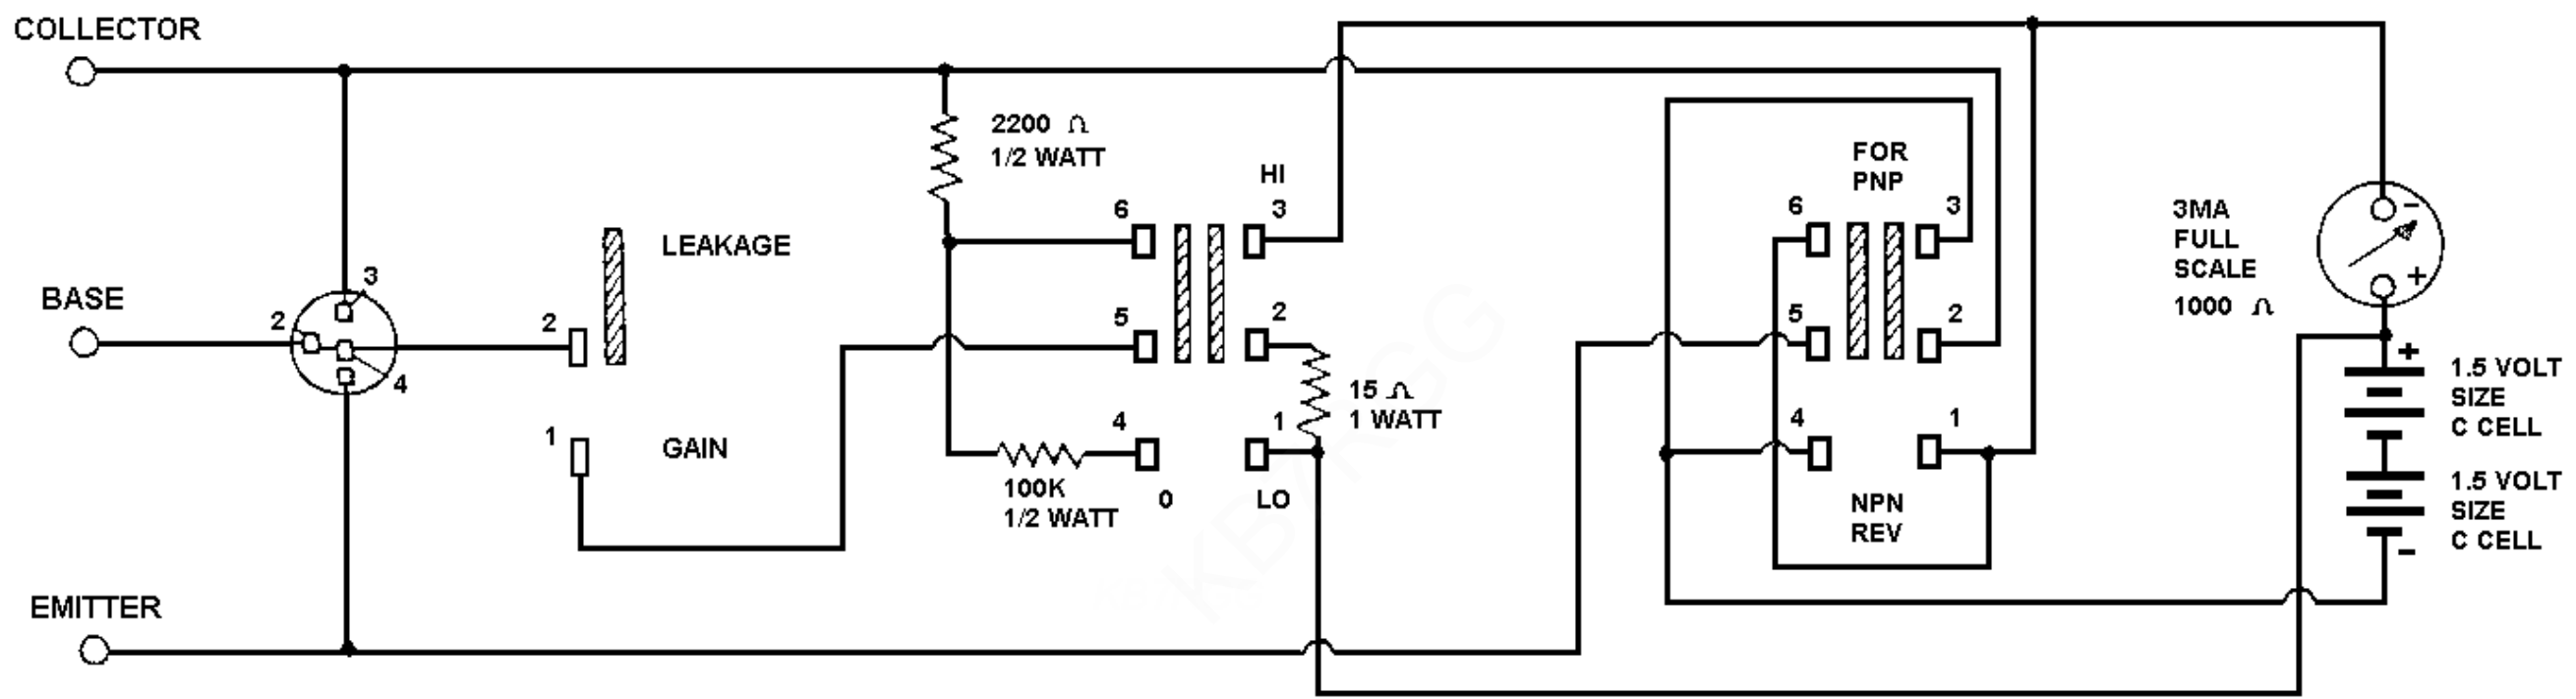 COLLECTOR
BASE
EMITTER
3
2
4
2
LEAKAGE
1
GAIN
2200 Ω
1/2 WATT
100K
1/2 WATT
HI
6
3
5
2
4
1
0
LO
15 Ω
1 WATT
FOR
PNP
6
3
5
2
4
1
NPN
REV
3MA
FULL
SCALE
1000 Ω
-
+
+
1.5 VOLT
SIZE
C CELL
1.5 VOLT
SIZE
C CELL
-